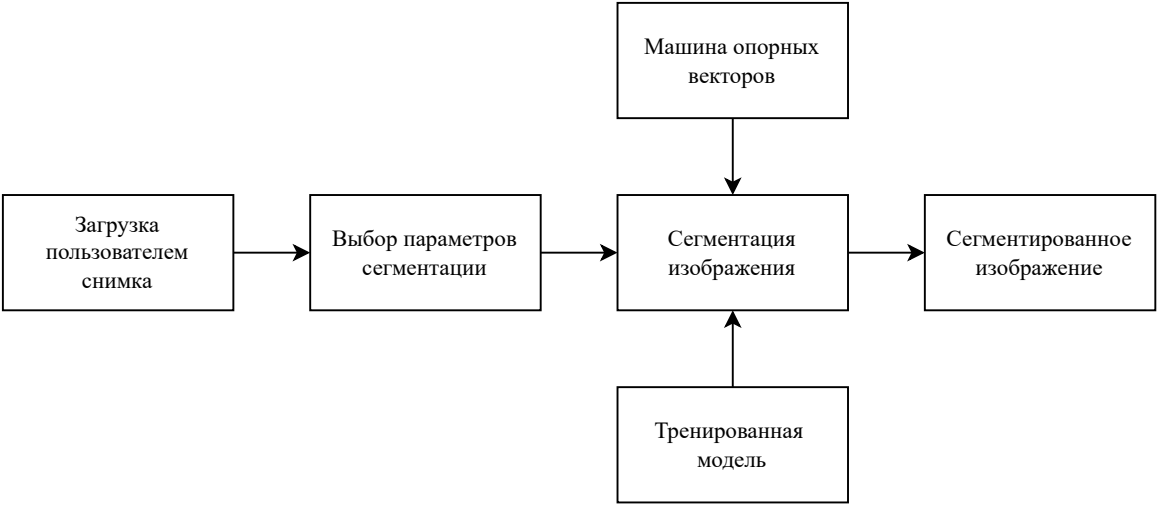 Машина опорных
векторов
Загрузка
пользователем
снимка
Выбор параметров
сегментации
Сегментация
изображения
Сегментированное
изображение
Тренированная
модель